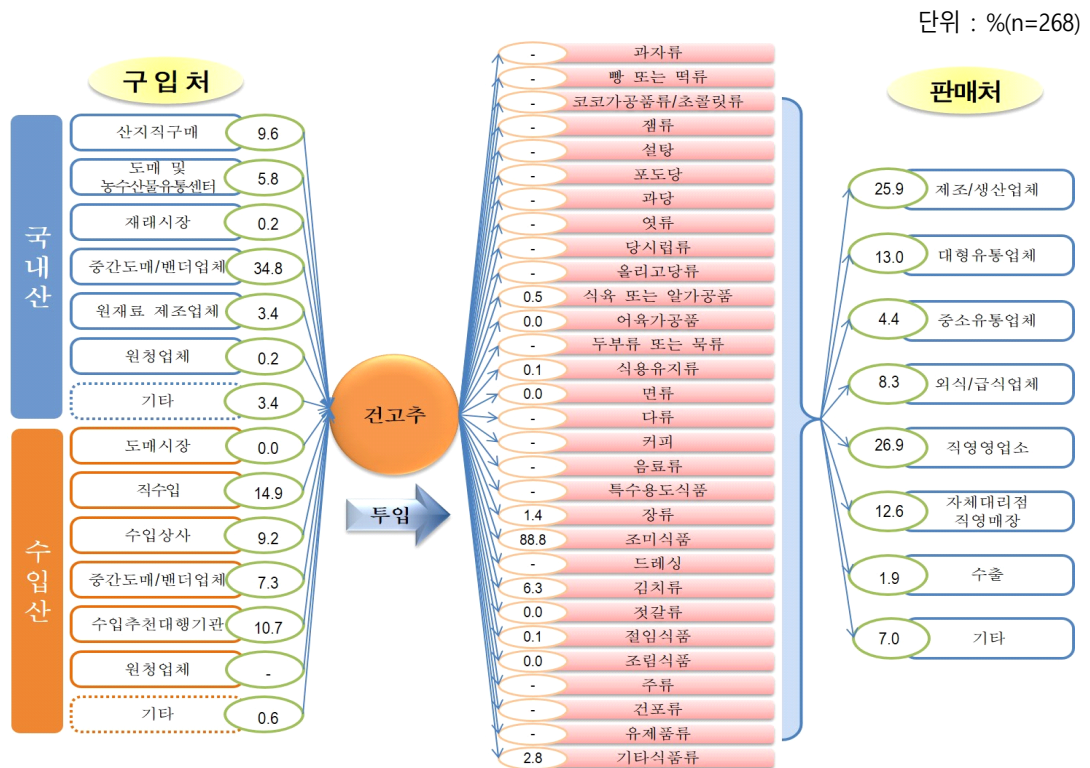 단위 : %(n=268)
구입처
국내산
산지직구매 9.6
도매 및
농수산물유통센터 5.8
재래시장 0.2
중간도매/밴더업체 34.8
원재료 제조업체 3.4
원청업체 0.2
기타 3.4
수입산
도매시장 0.0
직수입 14.9
수입상사 9.2
중간도매/밴더업체 7.3
수입추천대행기관 10.7
원청업체 -
기타 0.6
건고추
투입
- 과자류
- 빵 또는 떡류
- 코코가공품류/초콜릿류
- 잼류
- 설탕
- 포도당
- 과당
- 엿류
- 당시럽류
- 올리고당류
0.5 식육 또는 알가공품
0.0 어육가공품
- 두부류 또는 묵류
0.1 식용유지류
0.0 면류
- 다류
- 커피
- 음료류
- 특수용도식품
1.4 장류
88.8 조미식품
- 드레싱
6.3 김치류
0.0 젓갈류
0.1 절임식품
0.0 조림식품
- 주류
- 건포류
- 유제품류
2.8 기타식품류
판매처
25.9 제조/생산업체
13.0 대형유통업체
4.4 중소유통업체
8.3 외식/급식업체
26.9 직영영업소
12.6 자체대리점
직영매장
1.9 수출
7.0 기타